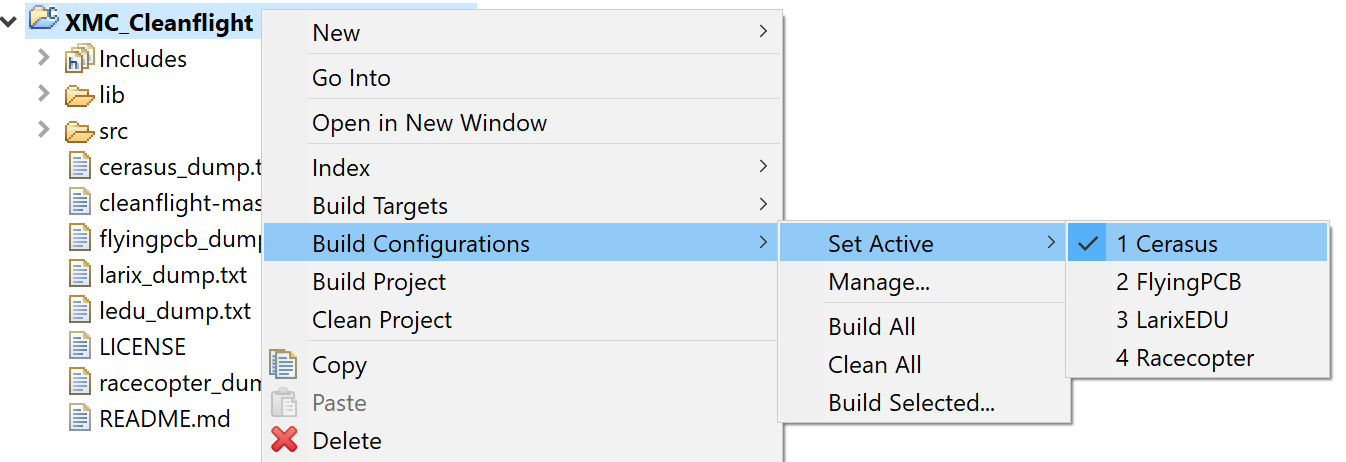 XMC_Cleanflight
Includes
lib
src
cerasus_dump.t
cleanflight-mas
flyingpcb_dump
larix_dump.txt
ledu_dump.txt
LICENSE
racecopter_dum
README.md
New
Go Into
Open in New Window
Index
Build Targets
Build Configurations
Build Project
Clean Project
Copy
Paste
Delete
Set Active
Manage...
Build All
Clean All
Build Selected...
1 Cerasus
2 FlyingPCB
3 LarixEDU
4 Racecopter